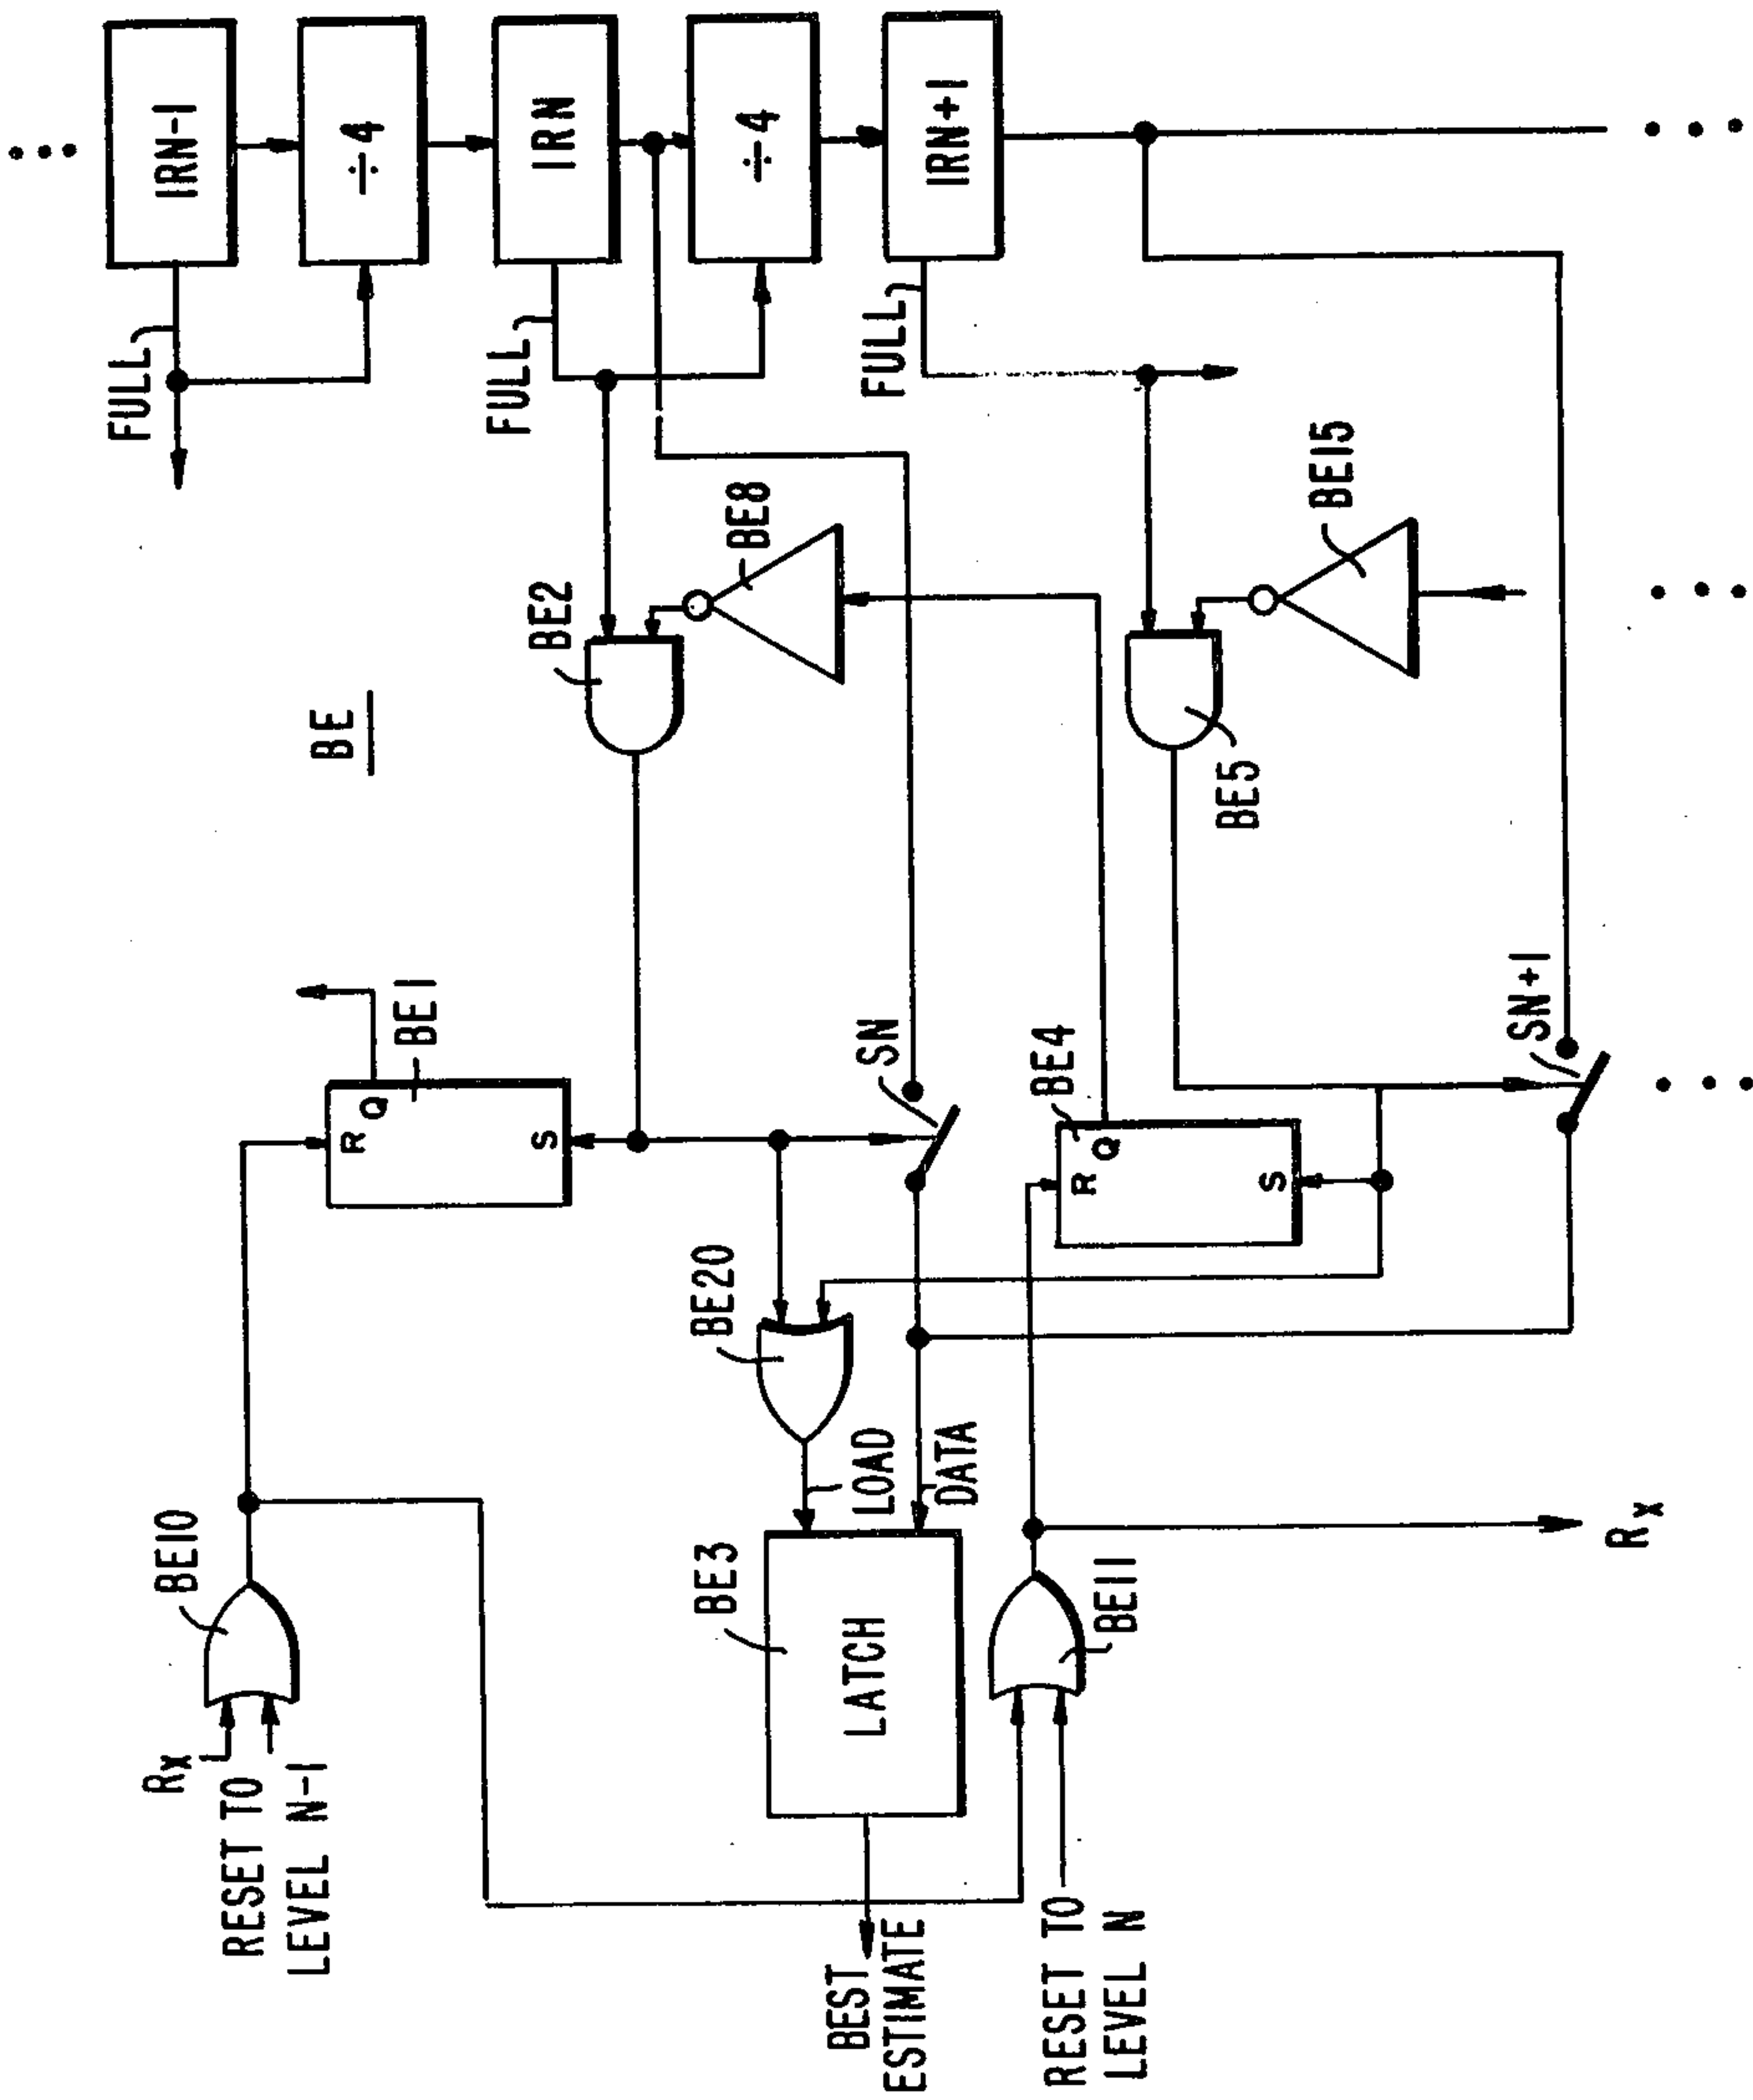 IRN-1
÷4
IRN
÷4
IRN+1
FULL
FULL
FULL
BE
BE2
BE8
BE5
BE15
BE1
R
Q
S
SN
BE4
R
Q
S
SN+1
BE20
LOAD
DATA
BE10
BE3
LATCH
BE11
Rx
Rx
RESET TO
LEVEL N-1
BEST
ESTIMATE
RESET TO
LEVEL N